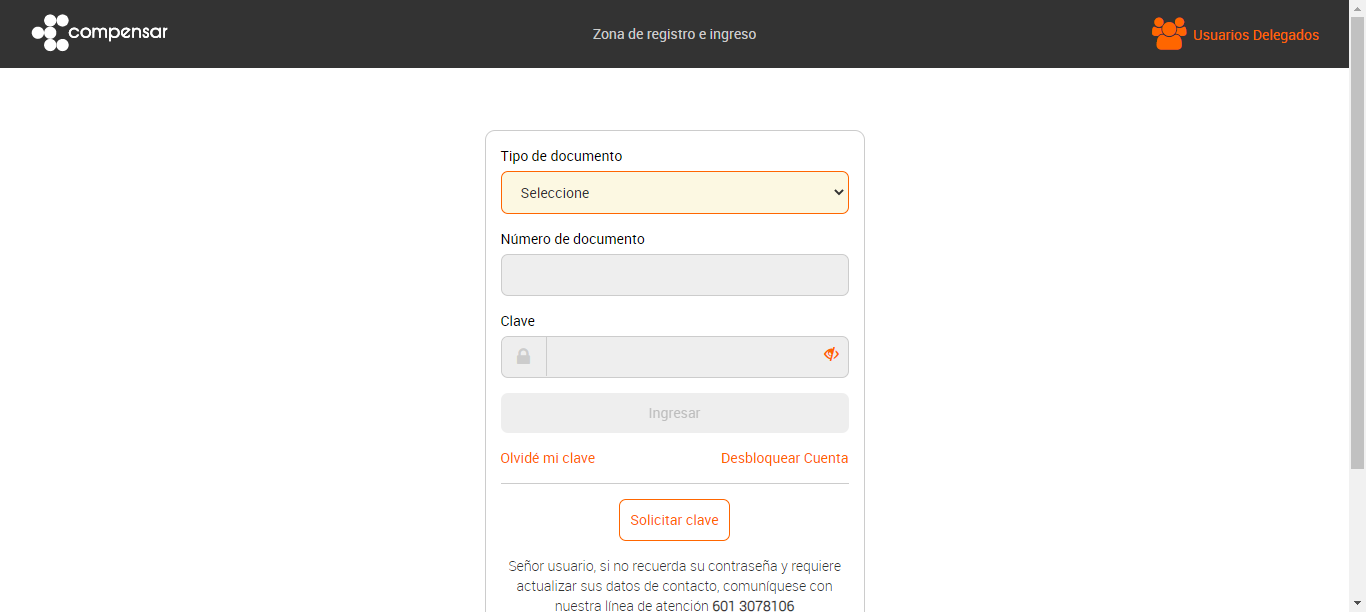 compensar
Zona de registro e ingreso
Usuarios Delegados
Tipo de documento
Seleccione
Número de documento
Clave
Ingresar
Olvidé mi clave
Desbloquear Cuenta
Solicitar clave
Señor usuario, si no recuerda su contraseña y requiere
actualizar sus datos de contacto, comuníquese con
nuestra línea de atención 601 3078106